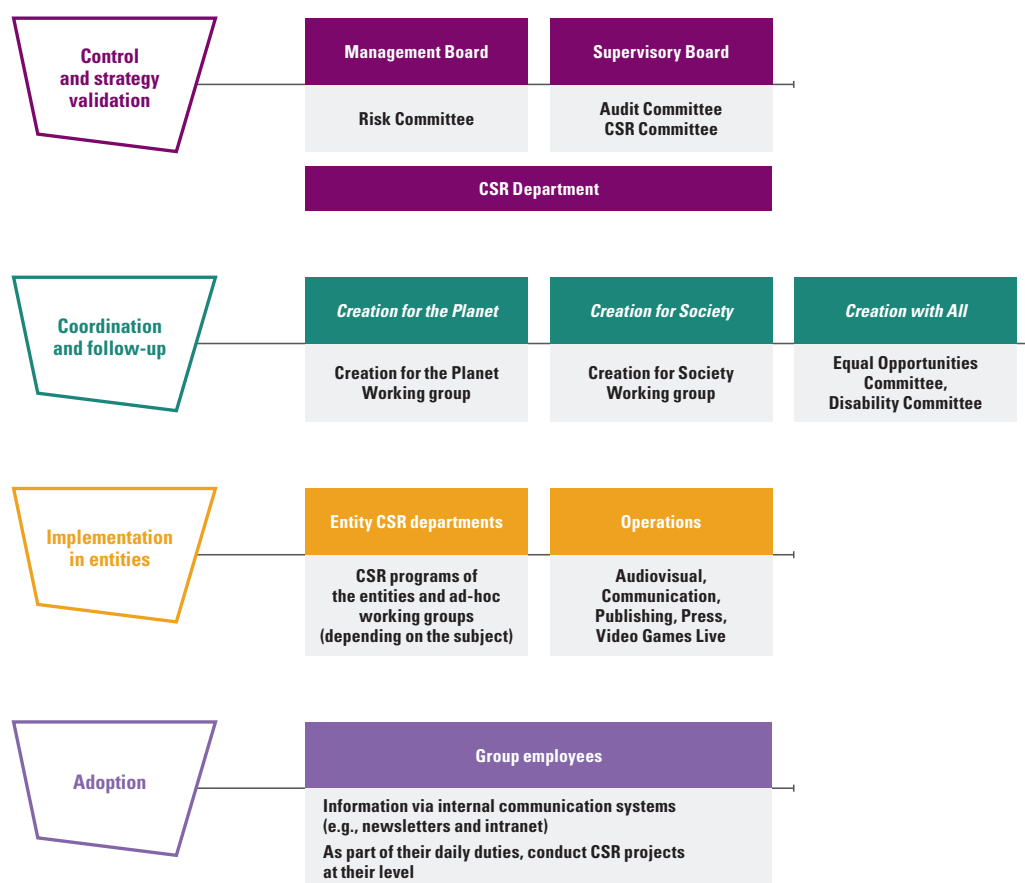 Control
and strategy
validation
Management Board
Supervisory Board
Risk Committee
Audit Committee
CSR Committee
CSR Department
Coordination
and follow-up
Creation for the Planet
Creation for Society
Creation with All
Creation for the Planet
Working group
Creation for Society
Working group
Equal Opportunities
Committee,
Disability Committee
Implementation
in entities
Entity CSR departments
Operations
CSR programs of
the entities and ad-hoc
working groups
(depending on the subject)
Audiovisual,
Communication,
Publishing, Press,
Video Games Live
Adoption
Group employees
Information via internal communication systems
(e.g., newsletters and intranet)
As part of their daily duties, conduct CSR projects
at their level